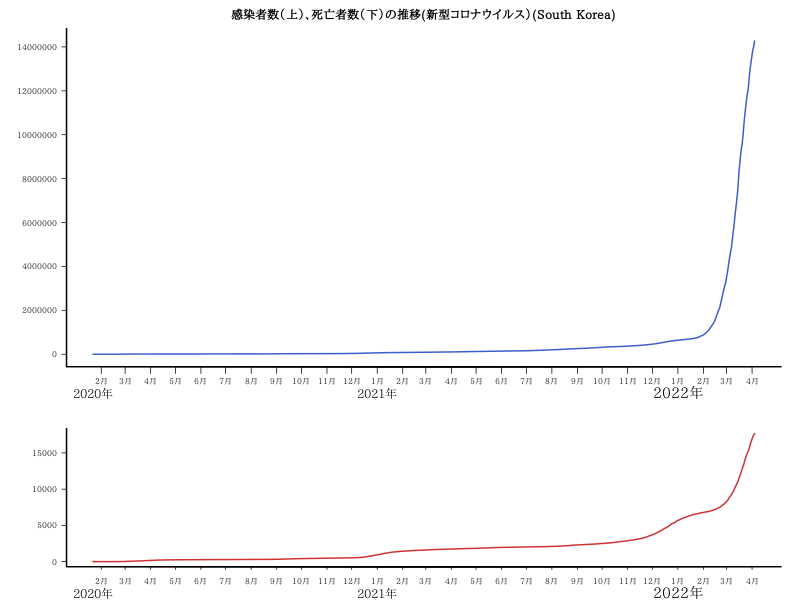 感染者数（上）、死亡者数（下）の推移(新型コロナウイルス）(South Korea)
14000000
12000000
10000000
8000000
6000000
4000000
2000000
0
2月 3月 4月 5月 6月 7月 8月 9月 10月 11月 12月 1月 2月 3月 4月 5月 6月 7月 8月 9月 10月 11月 12月 1月 2月 3月 4月
2020年 2021年 2022年
15000
10000
5000
0
2月 3月 4月 5月 6月 7月 8月 9月 10月 11月 12月 1月 2月 3月 4月 5月 6月 7月 8月 9月 10月 11月 12月 1月 2月 3月 4月
2020年 2021年 2022年